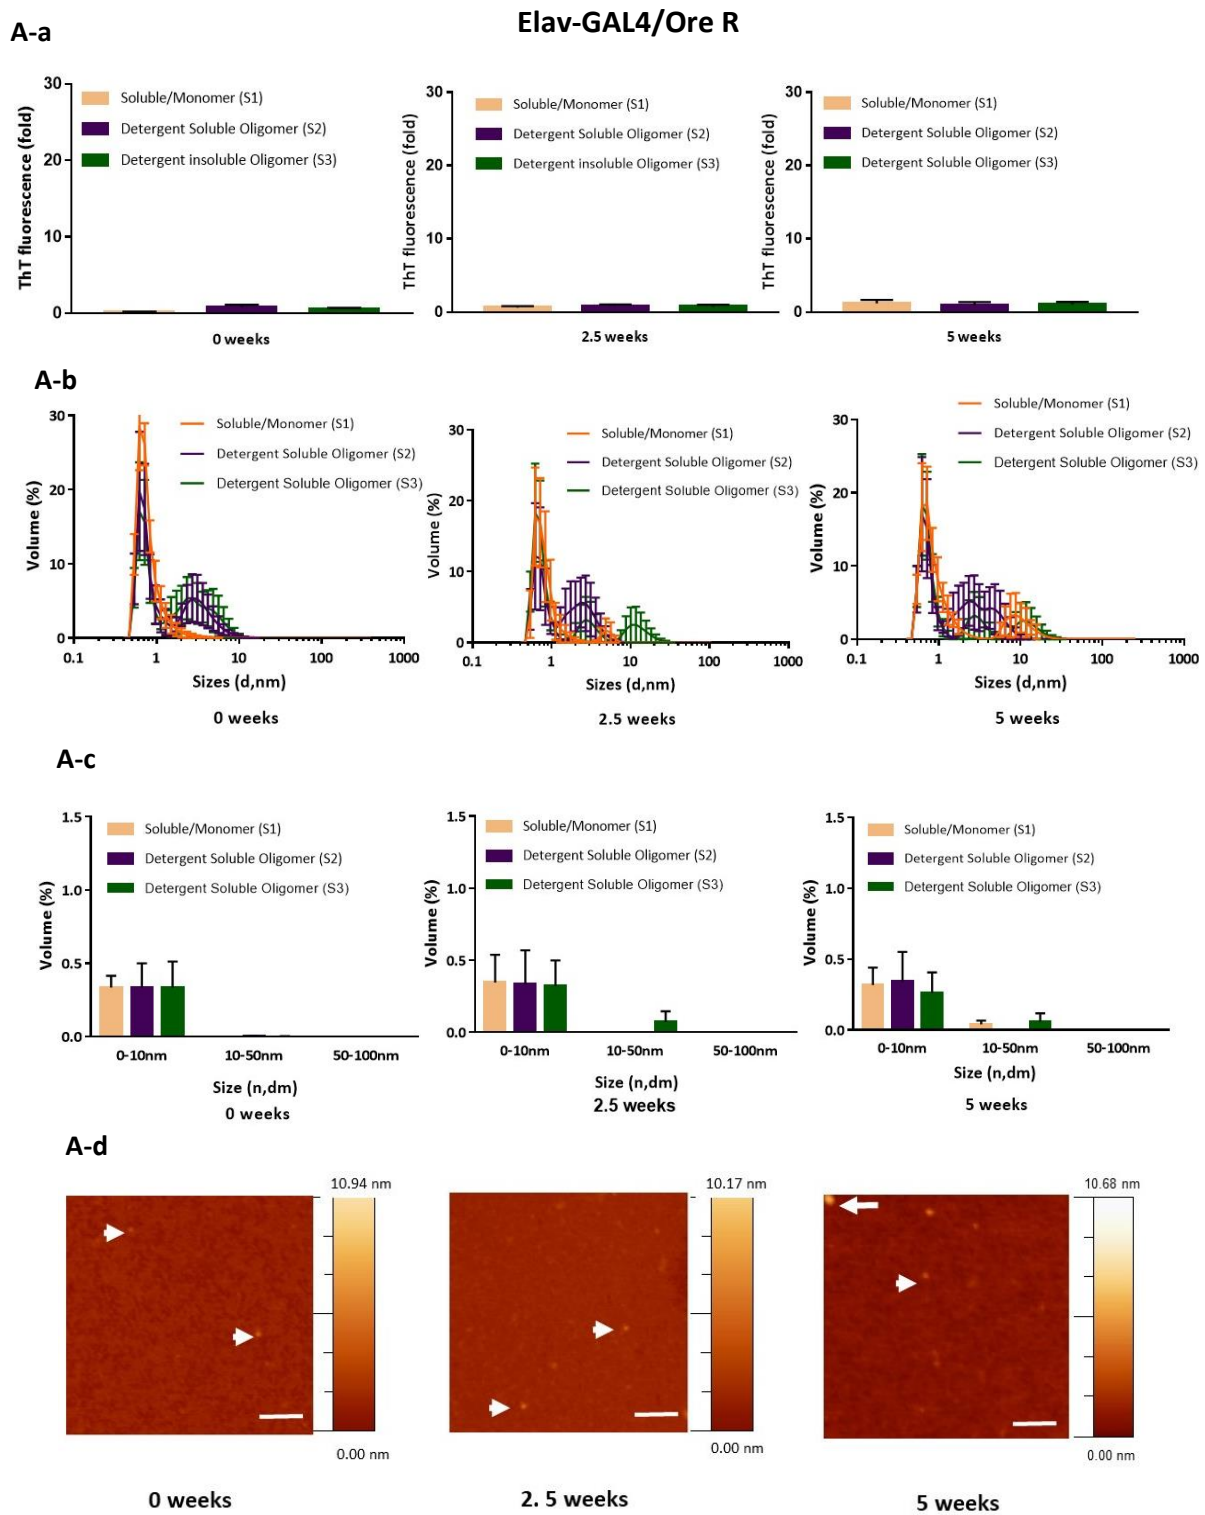 Elav-GAL4/Ore R
A-a
ThT fluorescence (fold)
30
20
10
0
Soluble/Monomer (S1)
Detergent Soluble Oligomer (S2)
Detergent insoluble Oligomer (S3)
0 weeks
ThT fluorescence (fold)
30
20
10
0
Soluble/Monomer (S1)
Detergent Soluble Oligomer (S2)
Detergent insoluble Oligomer (S3)
2.5 weeks
ThT fluorescence (fold)
30
20
10
0
Soluble/Monomer (S1)
Detergent Soluble Oligomer (S2)
Detergent Soluble Oligomer (S3)
5 weeks
A-b
Volume (%)
30
20
10
0
Soluble/Monomer (S1)
Detergent Soluble Oligomer (S2)
Detergent Soluble Oligomer (S3)
0.1 1 10 100 1000
Sizes (d,nm)
0 weeks
Volume (%)
30
20
10
0
Soluble/Monomer (S1)
Detergent Soluble Oligomer (S2)
Detergent Soluble Oligomer (S3)
0.1 1 10 100 1000
Sizes (d,nm)
2.5 weeks
Volume (%)
30
20
10
0
Soluble/Monomer (S1)
Detergent Soluble Oligomer (S2)
Detergent Soluble Oligomer (S3)
0.1 1 10 100 1000
Sizes (d,nm)
5 weeks
A-c
Volume (%)
1.5
1.0
0.5
0.0
Soluble/Monomer (S1)
Detergent Soluble Oligomer (S2)
Detergent Soluble Oligomer (S3)
0-10nm 10-50nm 50-100nm
Size (n,dm)
0 weeks
Volume (%)
1.5
1.0
0.5
0.0
Soluble/Monomer (S1)
Detergent Soluble Oligomer (S2)
Detergent Soluble Oligomer (S3)
0-10nm 10-50nm 50-100nm
Size (n,dm)
2.5 weeks
Volume (%)
1.5
1.0
0.5
0.0
Soluble/Monomer (S1)
Detergent Soluble Oligomer (S2)
Detergent Soluble Oligomer (S3)
0-10nm 10-50nm 50-100nm
Size (n,dm)
5 weeks
A-d
10.94 nm
0.00 nm
0 weeks
10.17 nm
0.00 nm
2. 5 weeks
10.68 nm
0.00 nm
5 weeks